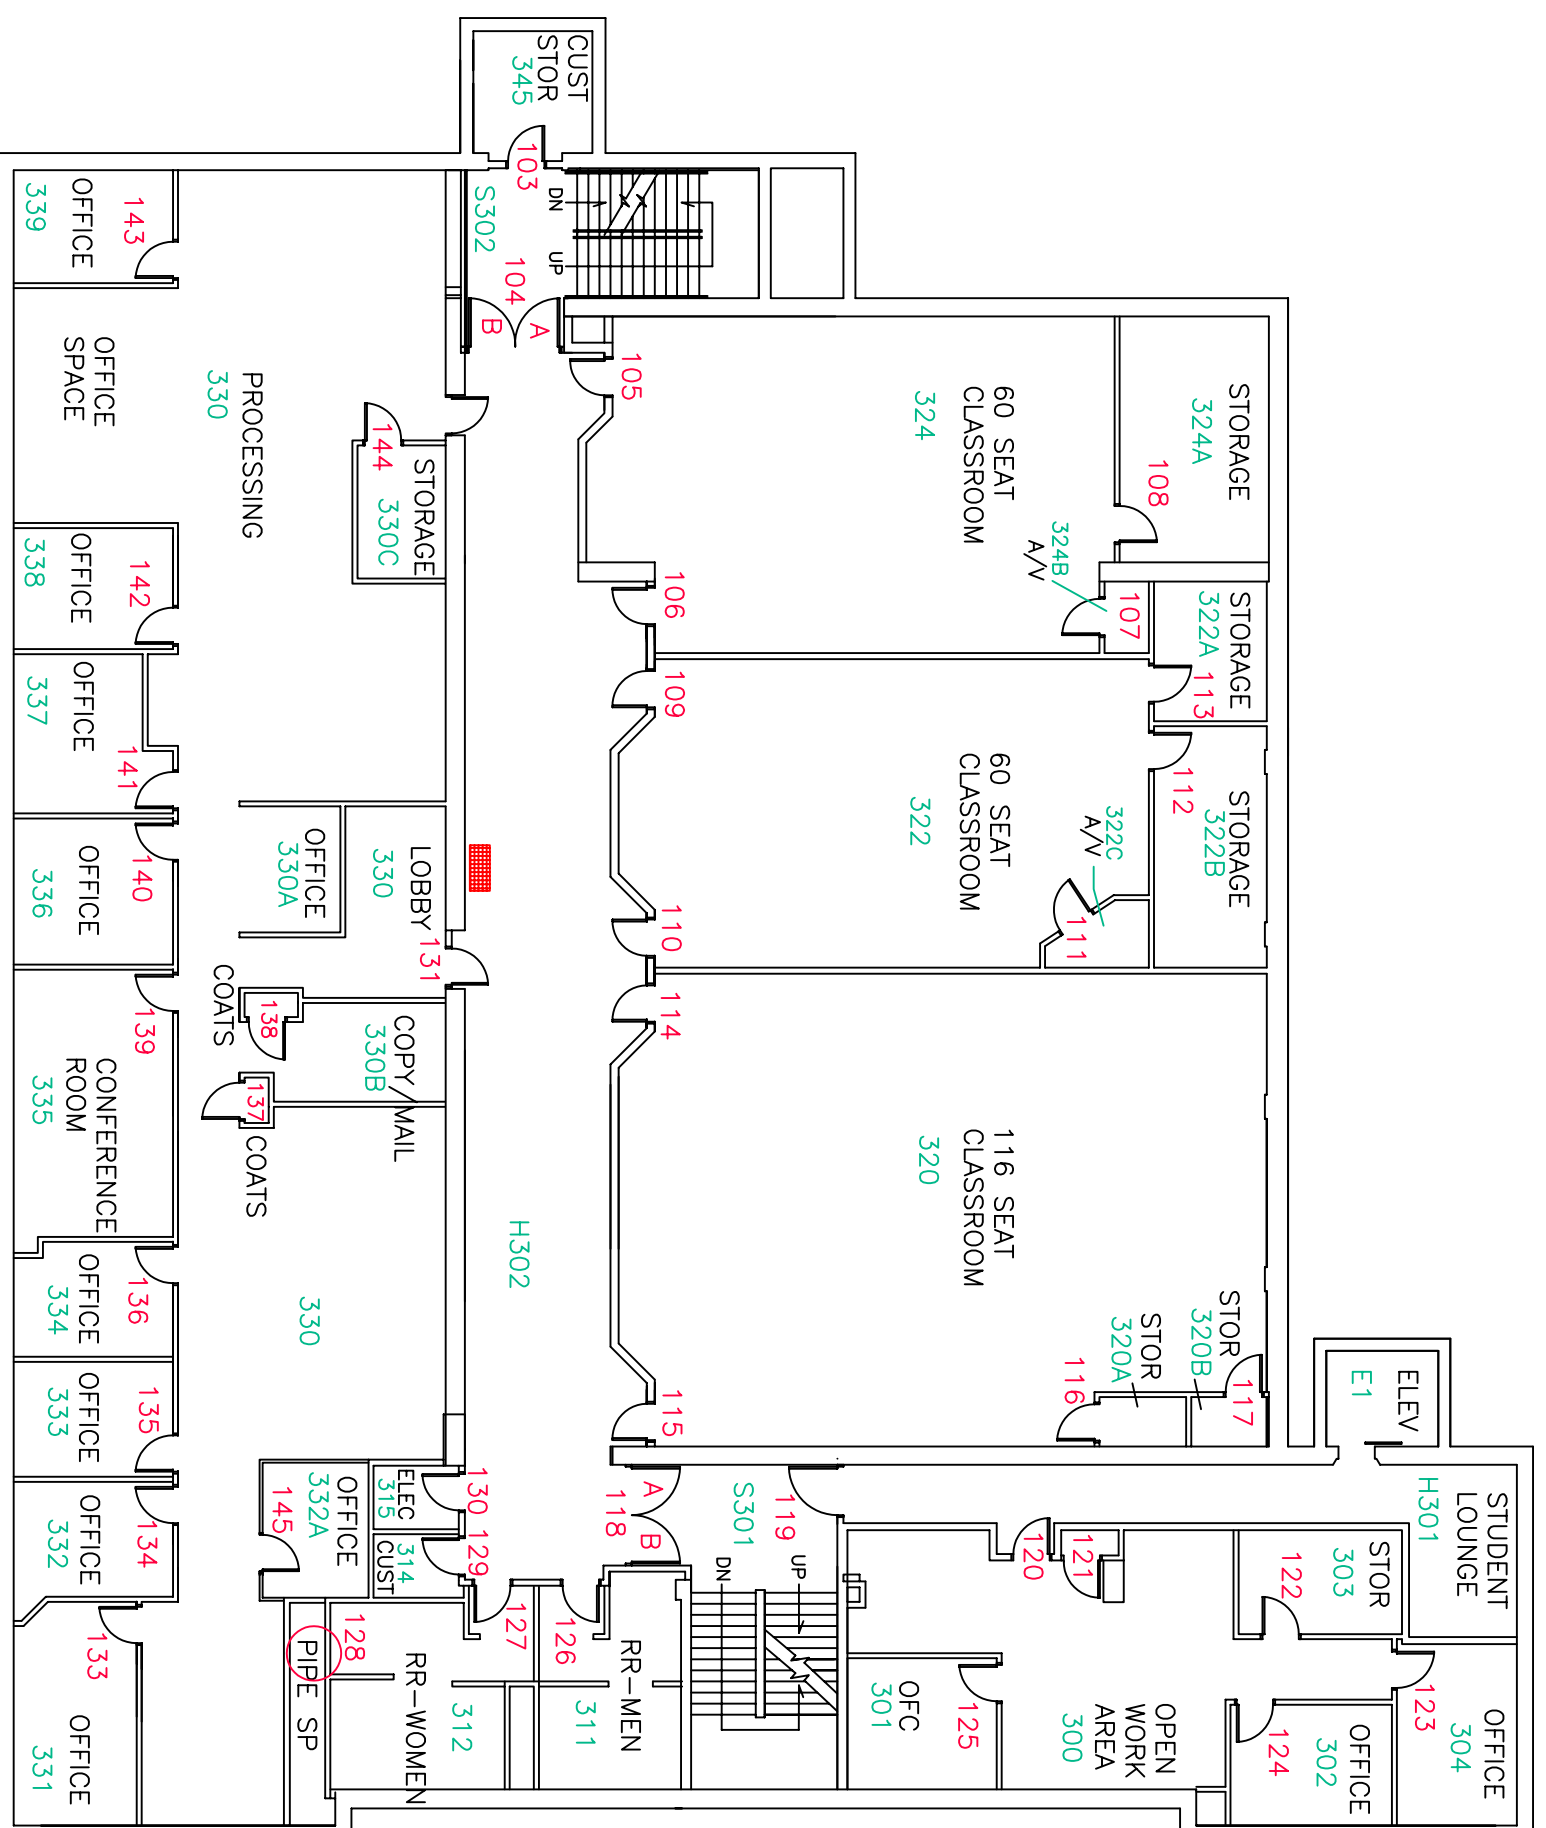 CUST
STOR
345
103
S302
DN
UP
104
A
B
105
60 SEAT
CLASSROOM
324
STORAGE
324A
108
324B
A/V
106
107
STORAGE
322A
113
109
112
STORAGE
322B
60 SEAT
CLASSROOM
322
322C
A/V
111
110
114
116 SEAT
CLASSROOM
320
STOR
320A
STOR
320B
116
117
115
ELEV
E1
H301
STUDENT
LOUNGE
A
118
B
S301
119
DN
UP
120
121
122
STOR
303
123
OFFICE
304
124
OFFICE
302
OPEN
WORK
AREA
300
125
OFC
301
H302
130
129
127
126
RR-MEN
311
RR-WOMEN
312
128
PIPE SP
ELEC
315
314
CUST
OFFICE
332A
145
OFFICE
339
143
OFFICE
SPACE
PROCESSING
330
144
STORAGE
330C
OFFICE
338
142
OFFICE
337
141
OFFICE
336
140
OFFICE
330A
LOBBY
330
131
COATS
138
COPY/MAIL
330B
137
COATS
139
CONFERENCE
ROOM
335
330
OFFICE
334
136
OFFICE
333
135
OFFICE
332
134
133
OFFICE
331